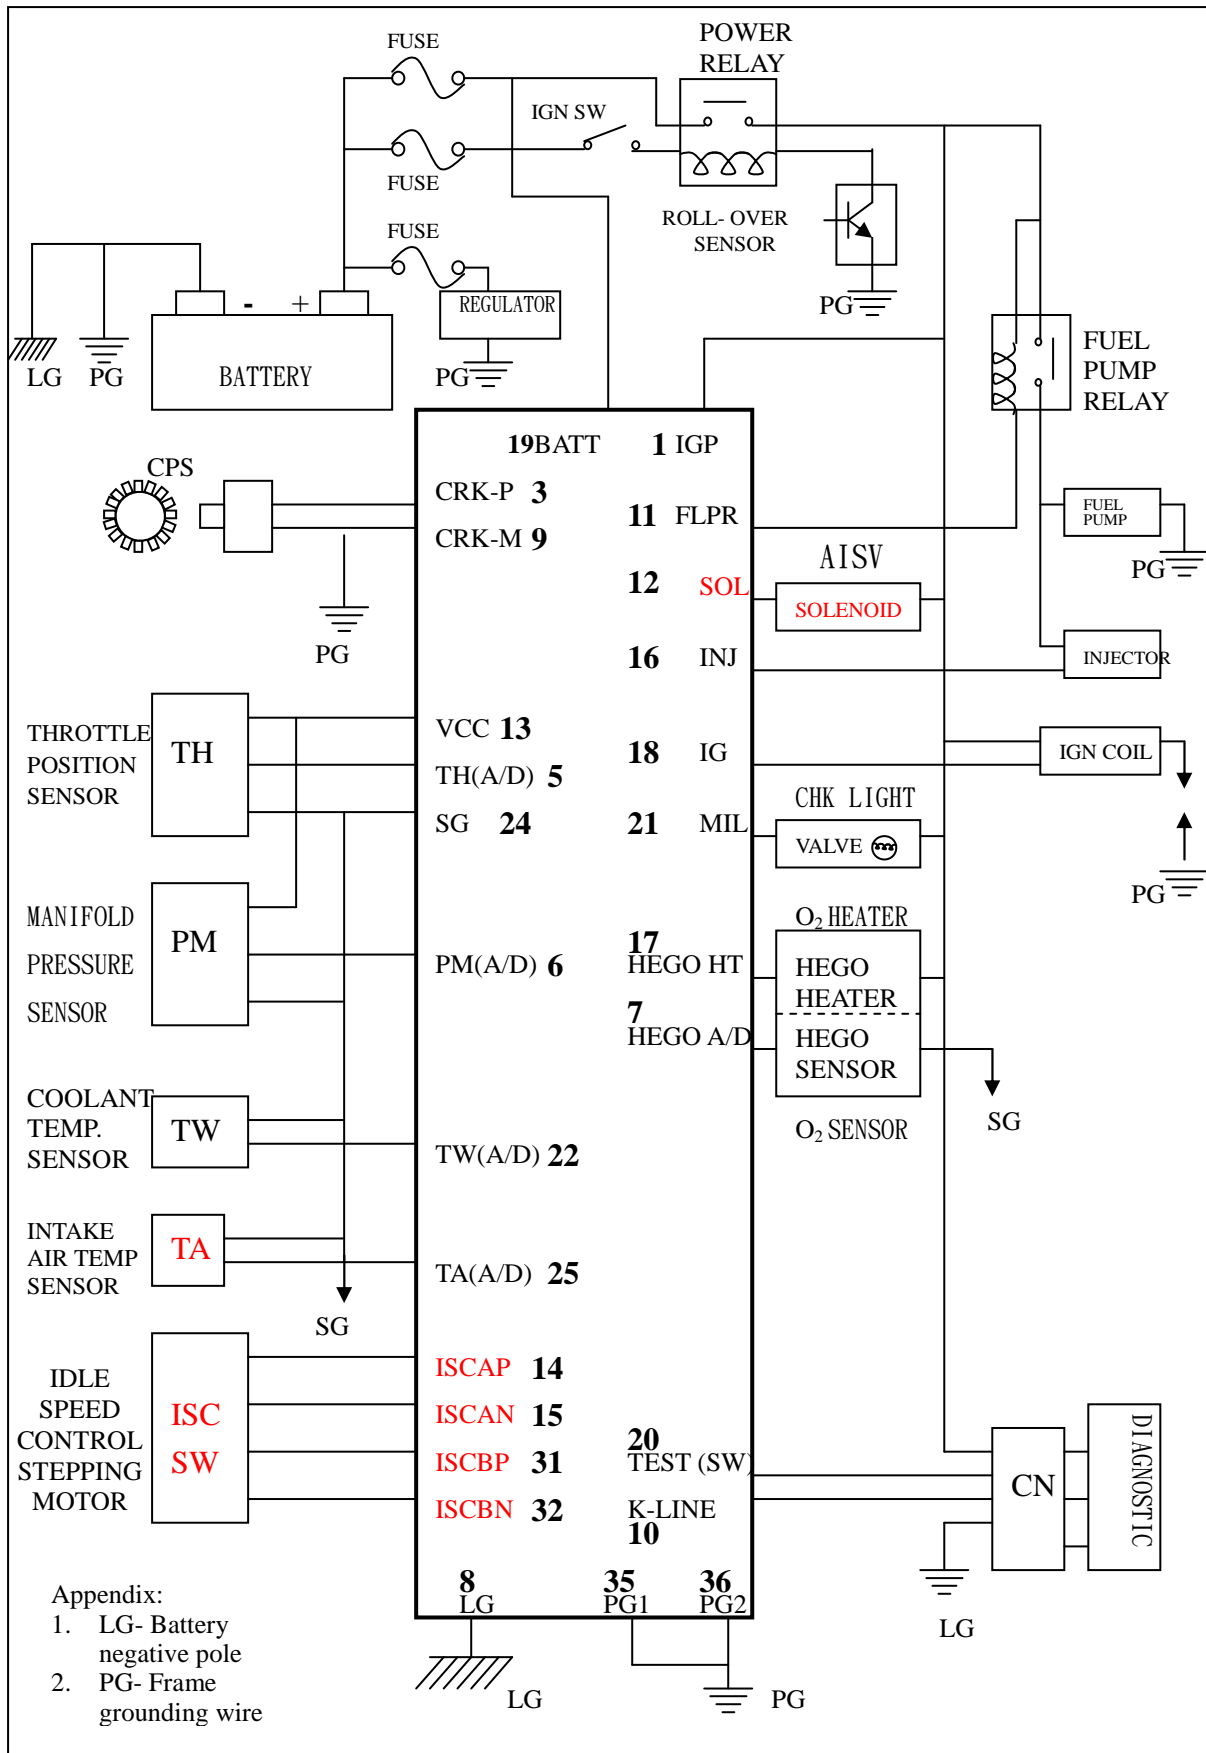 POWER
RELAY
FUSE
IGN SW
FUSE
ROLL- OVER
SENSOR
FUSE
PG
REGULATOR
- +
BATTERY
LG PG
PG
FUEL
PUMP
RELAY
19BATT
1 IGP
CPS
CRK-P 3
CRK-M 9
PG
11 FLPR
FUEL
PUMP
PG
AISV
12 SOL
SOLENOID
16 INJ
INJECTOR
THROTTLE
POSITION
SENSOR
TH
VCC 13
TH(A/D) 5
SG 24
18 IG
IGN COIL
CHK LIGHT
21 MIL
VALVE
PG
MANIFOLD
PRESSURE
SENSOR
PM
PM(A/D) 6
O₂ HEATER
17
HEGO HT
HEGO
HEATER
7
HEGO A/D
HEGO
SENSOR
O₂ SENSOR
SG
COOLANT
TEMP.
SENSOR
TW
TW(A/D) 22
INTAKE
AIR TEMP
SENSOR
TA
TA(A/D) 25
SG
IDLE
SPEED
CONTROL
STEPPING
MOTOR
ISC
SW
ISCAP 14
ISCAN 15
ISCBP 31
ISCBN 32
20
TEST (SW)
K-LINE
10
CN
DIAGNOSTIC
LG
8
LG
35
PG1
36
PG2
LG
PG
Appendix:
1. LG- Battery
negative pole
2. PG- Frame
grounding wire